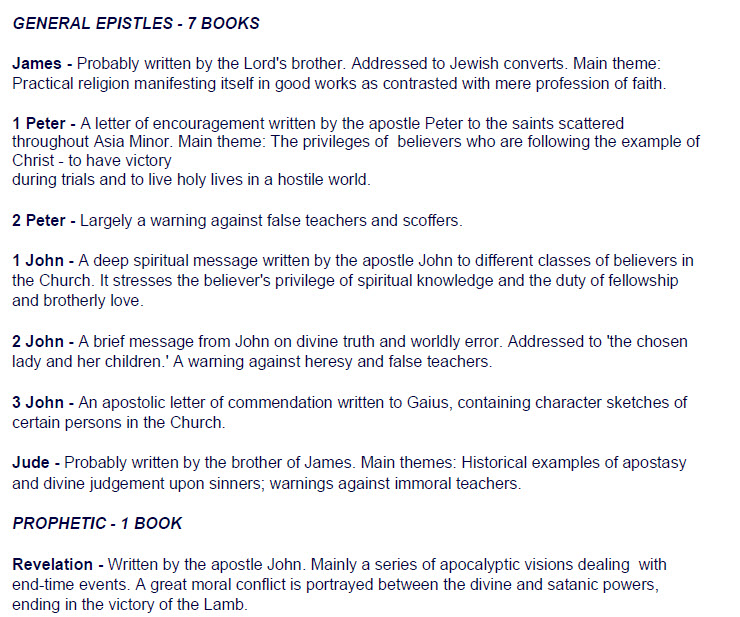 GENERAL EPISTLES - 7 BOOKS
James - Probably written by the Lord's brother. Addressed to Jewish converts. Main theme:
Practical religion manifesting itself in good works as contrasted with mere profession of faith.
1 Peter - A letter of encouragement written by the apostle Peter to the saints scattered
throughout Asia Minor. Main theme: The privileges of  believers who are following the example of
Christ - to have victory
during trials and to live holy lives in a hostile world.
2 Peter - Largely a warning against false teachers and scoffers.
1 John - A deep spiritual message written by the apostle John to different classes of believers in
the Church. It stresses the believer's privilege of spiritual knowledge and the duty of fellowship
and brotherly love.
2 John - A brief message from John on divine truth and worldly error. Addressed to 'the chosen
lady and her children.' A warning against heresy and false teachers.
3 John - An apostolic letter of commendation written to Gaius, containing character sketches of
certain persons in the Church.
Jude - Probably written by the brother of James. Main themes: Historical examples of apostasy
and divine judgement upon sinners; warnings against immoral teachers.
PROPHETIC - 1 BOOK
Revelation - Written by the apostle John. Mainly a series of apocalyptic visions dealing  with
end-time events. A great moral conflict is portrayed between the divine and satanic powers,
ending in the victory of the Lamb.